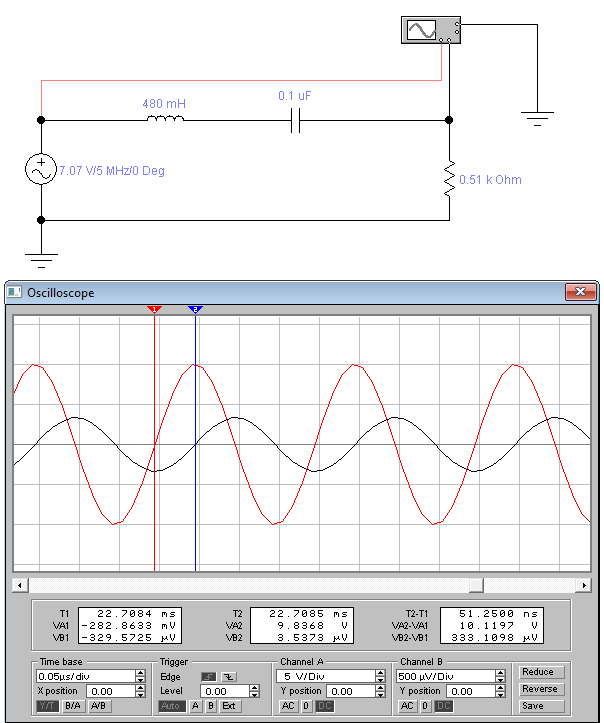 480 mH
0.1 uF
7.07 V/5 MHz/0 Deg
0.51 k Ohm
Oscilloscope
1 2
T1 22.7084 ms T2 22.7085 ms T2-T1 51.2500 ns
VA1 -282.8633 mV VA2 9.8368 V VA2-VA1 10.1197 V
VB1 -329.5725 µV VB2 3.5373 µV VB2-VB1 333.1098 µV
Time base Trigger Channel A Channel B
0.05µs/div Edge 5 V/Div 500 µV/Div Reduce
X position 0.00 Level 0.00 Y position 0.00 Y position 0.00 Reverse
Y/T B/A A/B Auto A B Ext AC 0 DC AC 0 DC Save